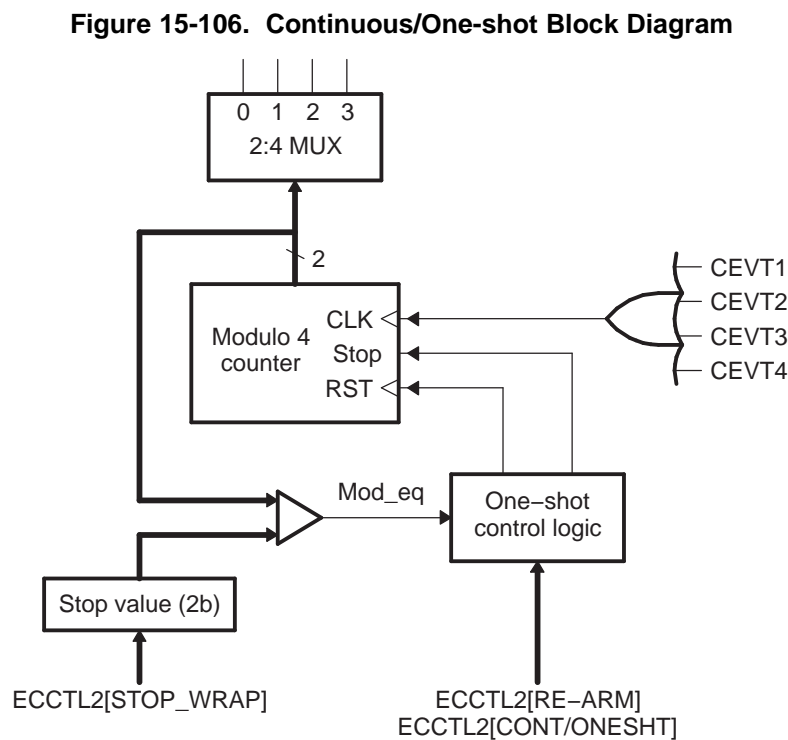 Figure 15-106. Continuous/One-shot Block Diagram
0 1 2 3
2:4 MUX
2
CEVT1
CEVT2
CEVT3
CEVT4
Modulo 4
counter
CLK
Stop
RST
Mod_eq
One−shot
control logic
Stop value (2b)
ECCTL2[STOP_WRAP]
ECCTL2[RE−ARM]
ECCTL2[CONT/ONESHT]